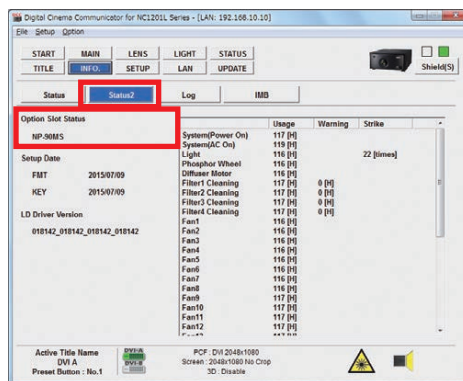 Digital Cinema Communicator for NC1201L Series - [LAN: 192.168.10.10]
File Setup Option
START MAIN LENS LIGHT STATUS
TITLE INFO. SETUP LAN UPDATE
Shield(S)
Status Status2 Log IMB
Option Slot Status
NP-90MS
Setup Date
FMT 2015/07/09
KEY 2015/07/09
LD Driver Version
018142_018142_018142_018142
Usage Warning Strike
System(Power On) 117 [H]
System(AC On) 119 [H]
Light 116 [H] 22 [times]
Phosphor Wheel 116 [H]
Diffuser Motor 116 [H]
Filter1 Cleaning 116 [H] 0 [H]
Filter2 Cleaning 116 [H] 0 [H]
Filter3 Cleaning 116 [H] 0 [H]
Filter4 Cleaning 116 [H] 0 [H]
Fan1 117 [H]
Fan2 116 [H]
Fan3 116 [H]
Fan4 116 [H]
Fan5 116 [H]
Fan6 116 [H]
Fan7 116 [H]
Fan8 116 [H]
Fan9 116 [H]
Fan10 117 [H]
Fan11 117 [H]
Fan12 117 [H]
Active Title Name
DVI A
Preset Button : No.1
DVI-A
DVI-B
PCF : DVI 2048x1080
Screen : 2048x1080 No Crop
3D : Disable